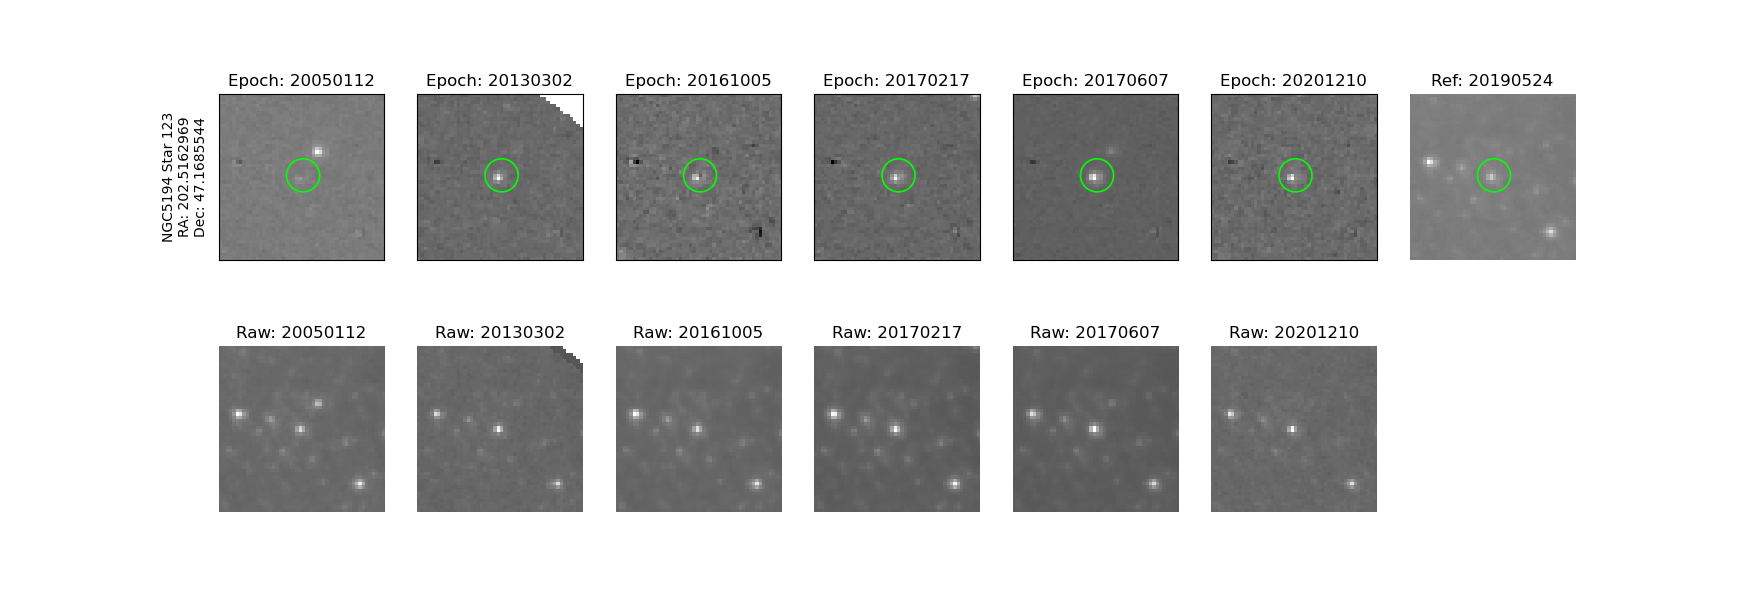 Epoch: 20050112
Epoch: 20130302
Epoch: 20161005
Epoch: 20170217
Epoch: 20170607
Epoch: 20201210
Ref: 20190524
NGC5194 Star 123
RA: 202.5162969
Dec: 47.1685544
Raw: 20050112
Raw: 20130302
Raw: 20161005
Raw: 20170217
Raw: 20170607
Raw: 20201210